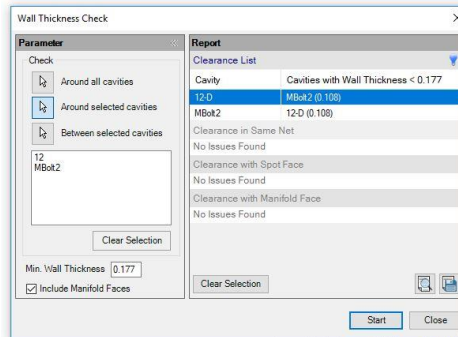 Wall Thickness Check
Parameter
Check
Around all cavities
Around selected cavities
Between selected cavities
12
MBolt2
Clear Selection
Min. Wall Thickness 0.177
Include Manifold Faces
Report
Clearance List
Cavity Cavities with Wall Thickness < 0.177
12-D MBolt2 (0.108)
MBolt2 12-D (0.108)
Clearance in Same Net
No Issues Found
Clearance with Spot Face
No Issues Found
Clearance with Manifold Face
No Issues Found
Clear Selection
Start Close